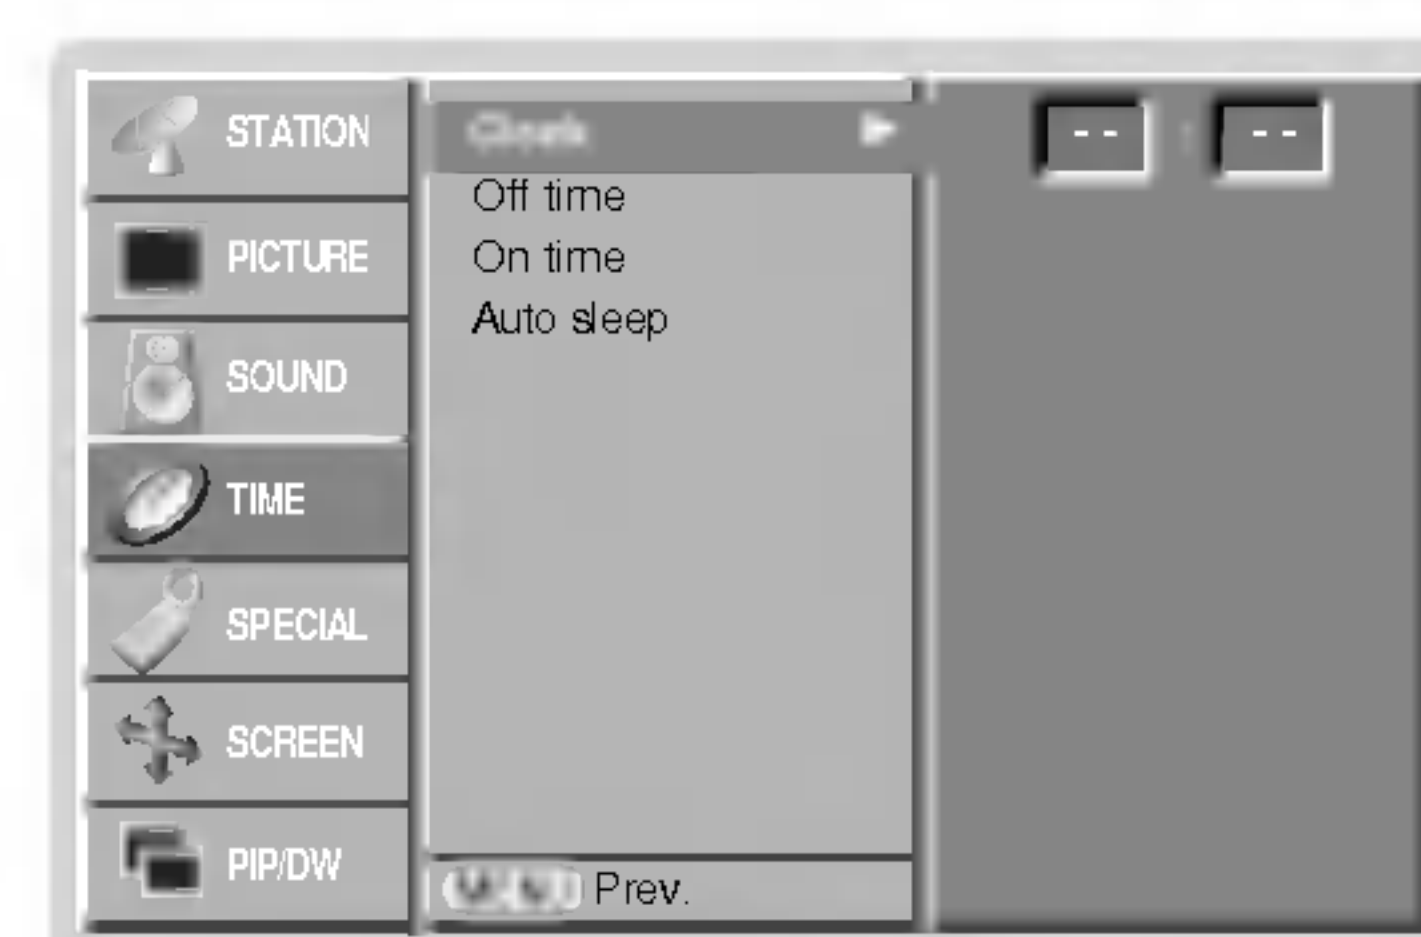 STATION
PICTURE
SOUND
TIME
SPECIAL
SCREEN
PIP/DW
Off time
On time
Auto sleep
Prev.
-- : --